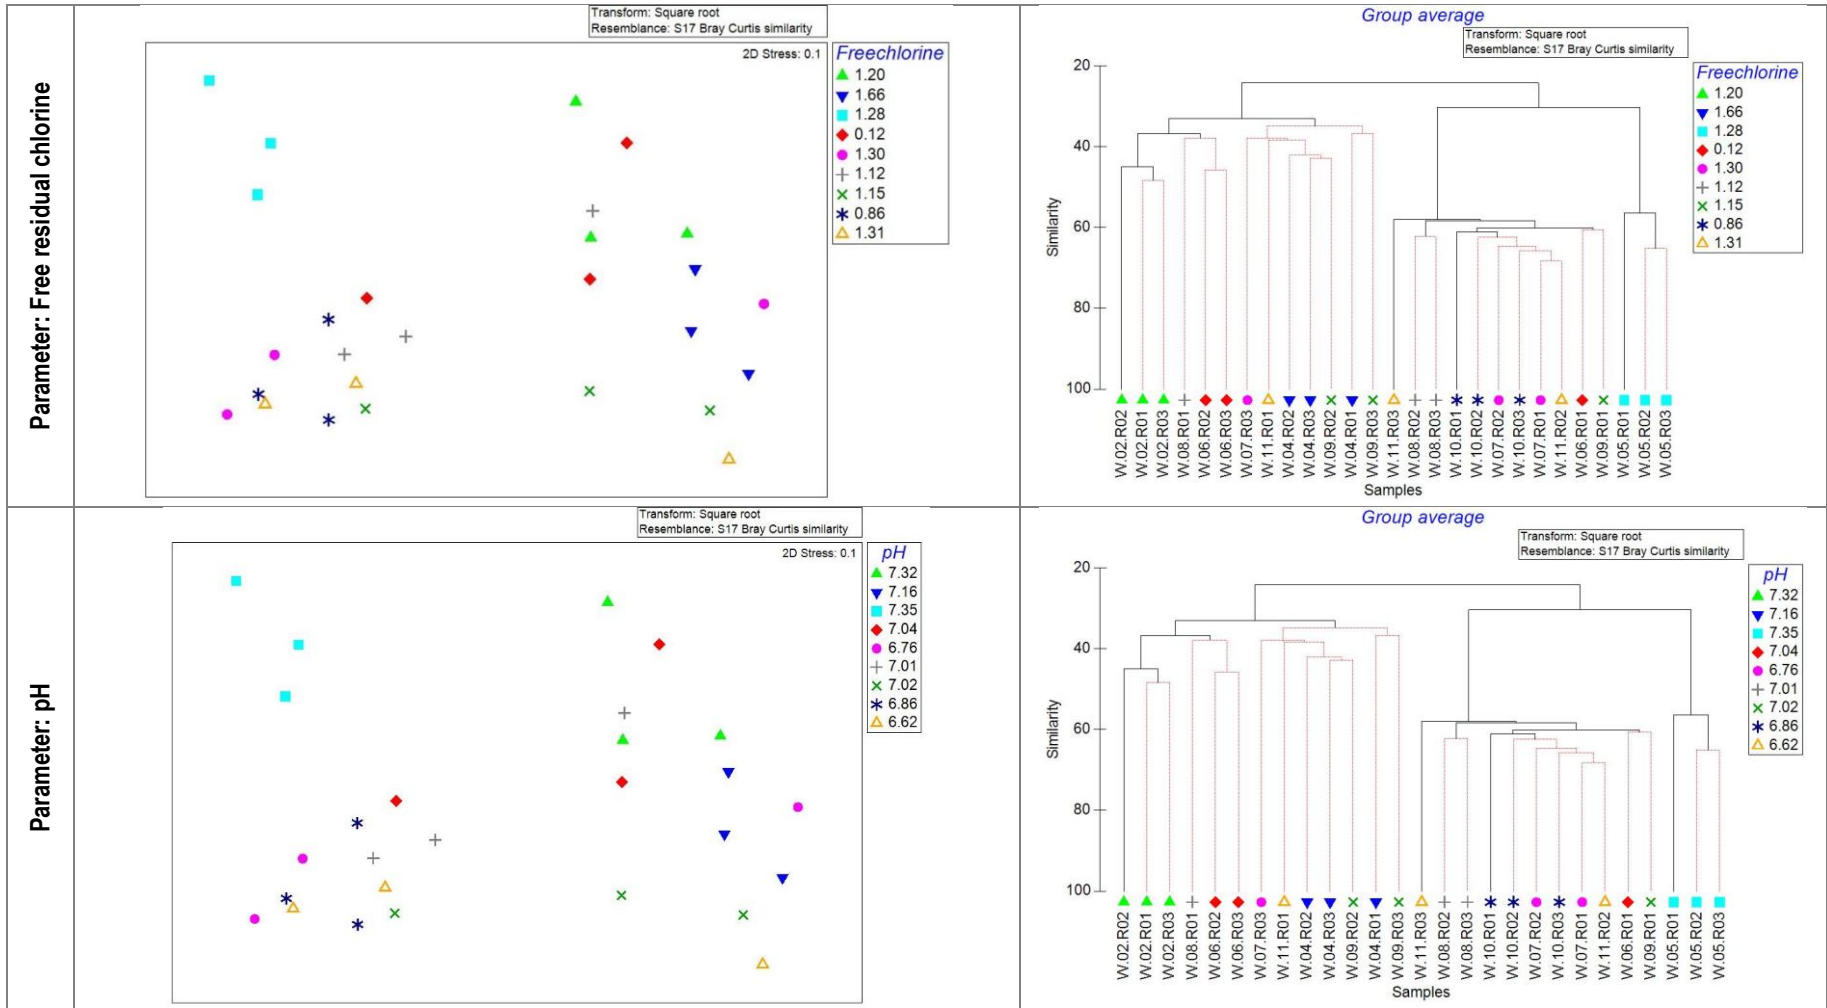 Parameter: Free residual chlorine
Transform: Square root
Resemblance: S17 Bray Curtis similarity
2D Stress: 0.1
Freechlorine
1.20
1.66
1.28
0.12
1.30
1.12
1.15
0.86
1.31
Group average
Transform: Square root
Resemblance: S17 Bray Curtis similarity
Freechlorine
1.20
1.66
1.28
0.12
1.30
1.12
1.15
0.86
1.31
20
40
60
80
100
Similarity
W.02.R02
W.02.R01
W.02.R03
W.08.R01
W.06.R02
W.06.R03
W.07.R03
W.11.R01
W.04.R02
W.04.R03
W.09.R02
W.04.R01
W.09.R03
W.11.R03
W.08.R02
W.08.R03
W.10.R01
W.10.R02
W.07.R02
W.10.R03
W.07.R01
W.11.R02
W.06.R01
W.09.R01
W.05.R01
W.05.R02
W.05.R03
Samples
Parameter: pH
Transform: Square root
Resemblance: S17 Bray Curtis similarity
2D Stress: 0.1
pH
7.32
7.16
7.35
7.04
6.76
7.01
7.02
6.86
6.62
Group average
Transform: Square root
Resemblance: S17 Bray Curtis similarity
pH
7.32
7.16
7.35
7.04
6.76
7.01
7.02
6.86
6.62
20
40
60
80
100
Similarity
W.02.R02
W.02.R01
W.02.R03
W.08.R01
W.06.R02
W.06.R03
W.07.R03
W.11.R01
W.04.R02
W.04.R03
W.09.R02
W.04.R01
W.09.R03
W.11.R03
W.08.R02
W.08.R03
W.10.R01
W.10.R02
W.07.R02
W.10.R03
W.07.R01
W.11.R02
W.06.R01
W.09.R01
W.05.R01
W.05.R02
W.05.R03
Samples